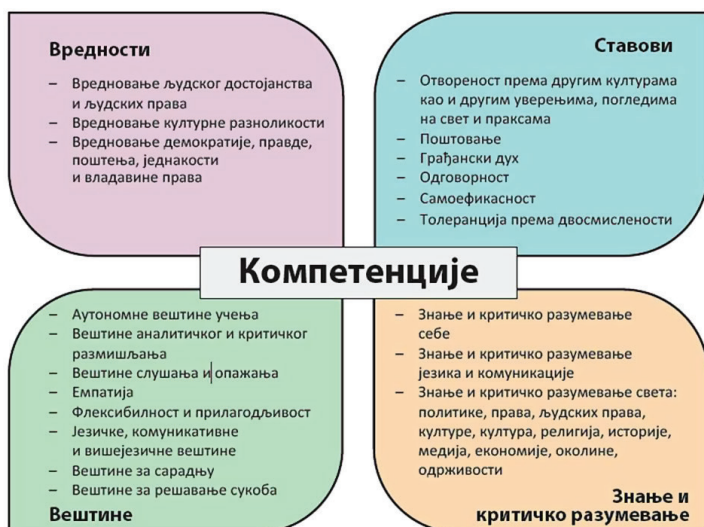 Вредности
– Вредновање људског достојанства
и људских права
– Вредновање културне разноликости
– Вредновање демократије, правде,
поштења, једнакости
и владавине права
Ставови
– Отвореност према другим културама
као и другим уверењима, погледима
на свет и праксама
– Поштовање
– Грађански дух
– Одговорност
– Самоефикасност
– Толеранција према двосмислености
Компетенције
– Аутономне вештине учења
– Вештине аналитичког и критичког
размишљања
– Вештине слушања и опажања
– Емпатија
– Флексибилност и прилагодљивост
– Језичке, комуникативне
и вишејезичне вештине
– Вештине за сарадњу
– Вештине за решавање сукоба
Вештине
– Знање и критичко разумевање
себе
– Знање и критичко разумевање
језика и комуникације
– Знање и критичко разумевање света:
политике, права, људских права,
културе, култура, религија, историје,
медија, економије, околине,
одрживости
Знање и
критичко разумевање